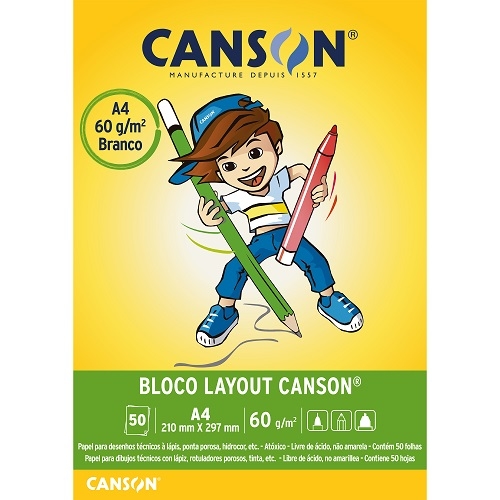 CANSON®
MANUFACTURE DEPUIS 1557
A4
60 g/m²
Branco
CANSON
BLOCO LAYOUT CANSON®
50
A4
210 mm X 297 mm
60 g/m²
Papel para desenhos técnicos à lápis, ponta porosa, hidrocor, etc. - Atóxico - Livre de ácido, não amarela - Contém 50 folhas
Papel para dibujos técnicos con lápiz, rotuladores porosos, tinta, etc. - Libre de ácido, no amarillea - Contiene 50 hojas
CANSON